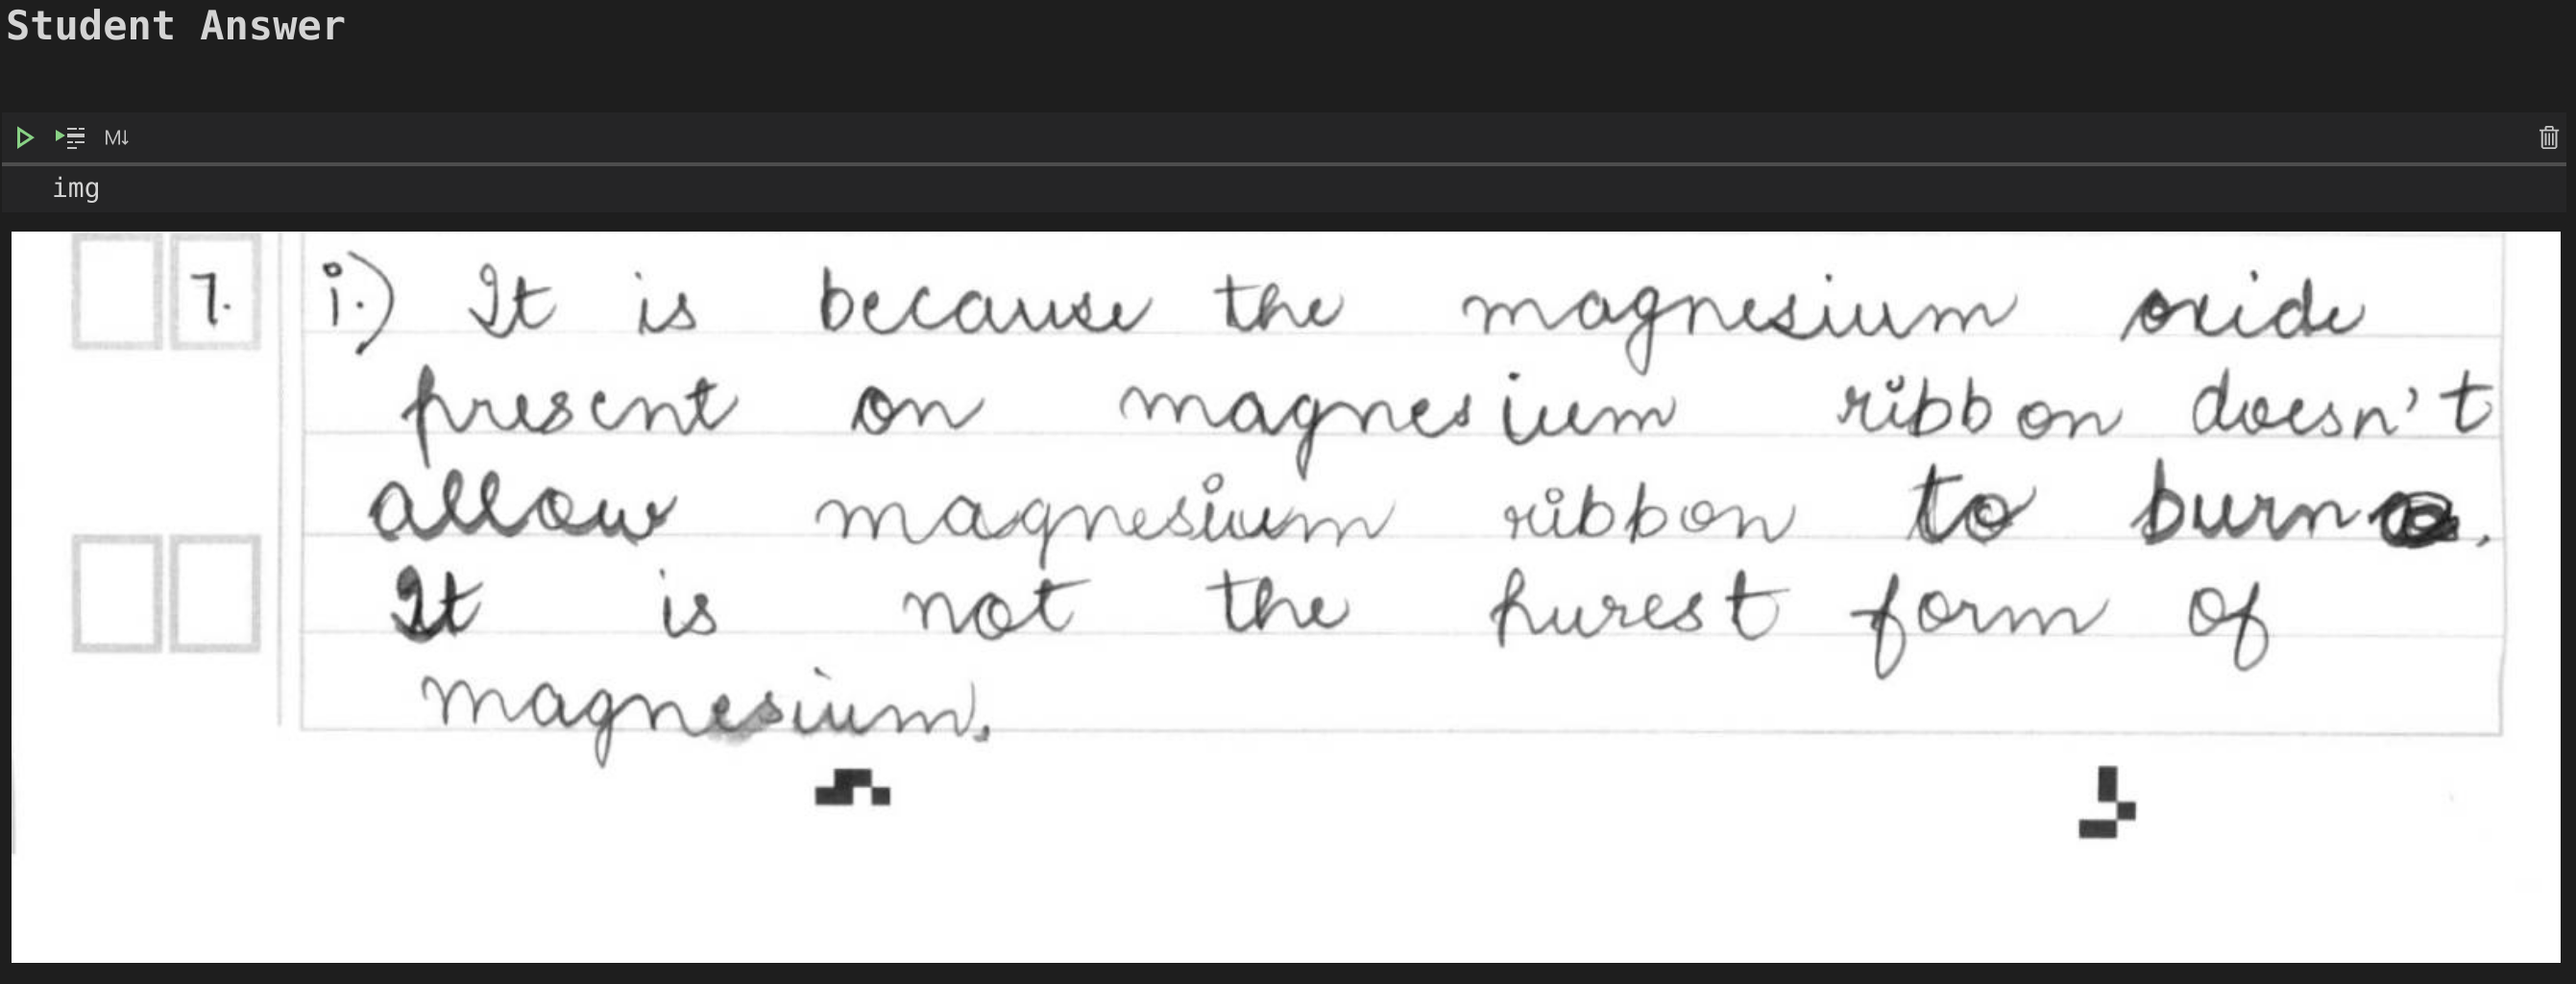 Student Answer
M↓
img
7. i.) It is because the magnesium oxide
present on magnesium ribbon doesn't
allow magnesium ribbon to burn.
It is not the purest form of
magnesium.